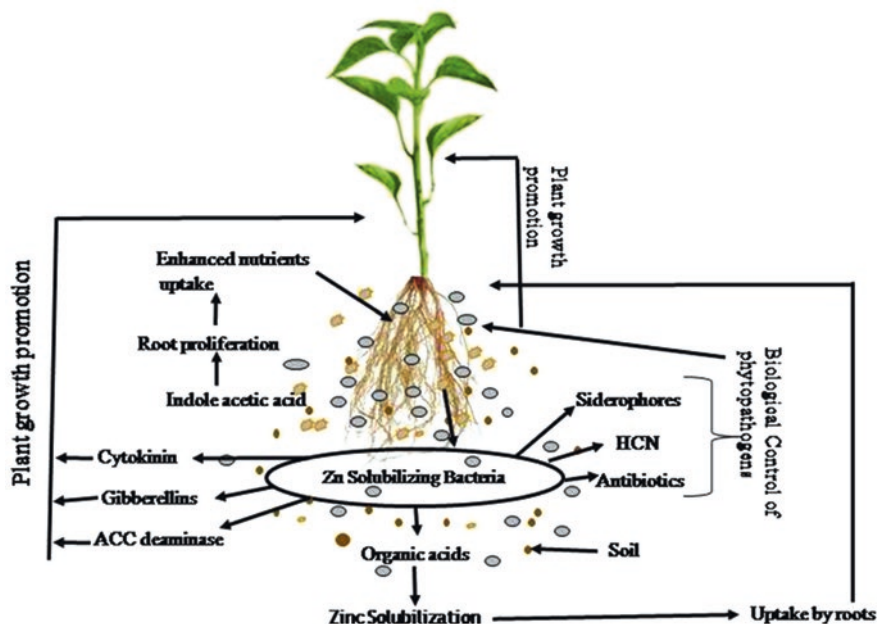 Plant growth
promotion
Enhanced nutrients
uptake
Root proliferation
Indole acetic acid
Plant growth promotion
Cytokinin
Gibberellins
ACC deaminase
Zn Solubilizing Bacteria
Siderophores
HCN
Antibiotics
Biological Control of
phytopathogens
Organic acids
Soil
Zinc Solubilization
Uptake by roots